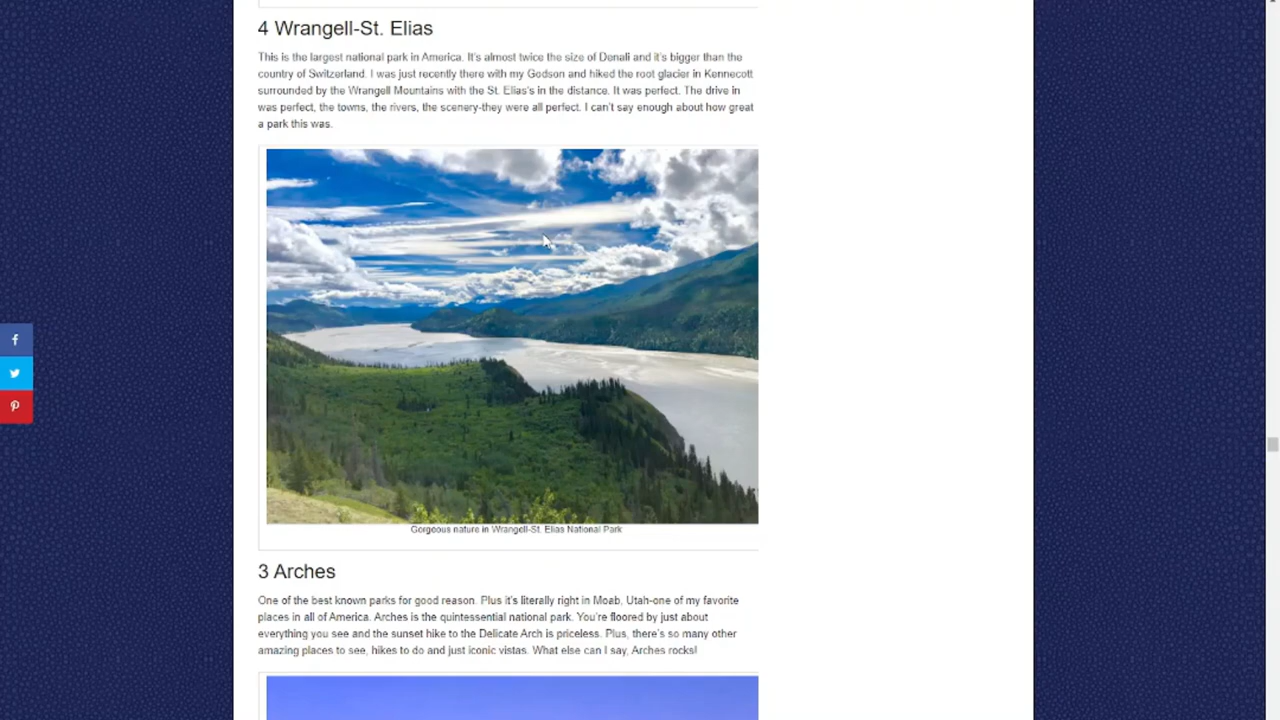 4 Wrangell-St. Elias
This is the largest national park in America. It's almost twice the size of Denali and it's bigger than the
country of Switzerland. I was just recently there with my Godson and hiked the root glacier in Kennecott
surrounded by the Wrangell Mountains with the St. Elias's in the distance. It was perfect. The drive in
was perfect, the towns, the rivers, the scenery-they were all perfect. I can't say enough about how great
a park this was.
Gorgeous nature in Wrangell-St. Elias National Park
3 Arches
One of the best known parks for good reason. Plus it's literally right in Moab, Utah-one of my favorite
places in all of America. Arches is the quintessential national park. You're floored by just about
everything you see and the sunset hike to the Delicate Arch is priceless. Plus, there's so many other
amazing places to see, hikes to do and just iconic vistas. What else can I say, Arches rocks!